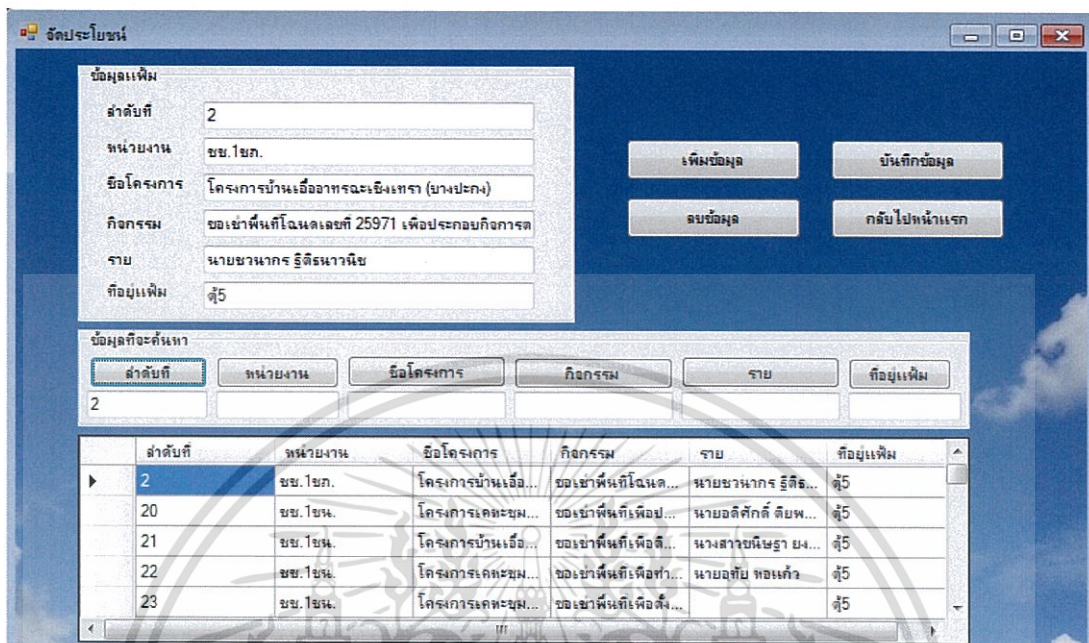 จัดประโยชน์
ข้อมูลแฟ้ม
ลำดับที่ 2
หน่วยงาน ชช.1ชภ.
ชื่อโครงการ โครงการบ้านเอื้ออาทรฉะเชิงเทรา (บางปะกง)
กิจกรรม ขอเช่าพื้นที่โฉนดเลขที่ 25971 เพื่อประกอบกิจการต
ราย นายชวนากร ฐิติธนาวนิช
ที่อยู่แฟ้ม ตู้5
เพิ่มข้อมูล บันทึกข้อมูล
ลบข้อมูล กลับไปหน้าแรก
ข้อมูลที่จะค้นหา
ลำดับที่ หน่วยงาน ชื่อโครงการ กิจกรรม ราย ที่อยู่แฟ้ม
2
ลำดับที่ หน่วยงาน ชื่อโครงการ กิจกรรม ราย ที่อยู่แฟ้ม
2 ชช.1ชภ. โครงการบ้านเอื้อ... ขอเช่าพื้นที่โฉนด... นายชวนากร ฐิติธ... ตู้5
20 ชช.1ชน. โครงการเคหะชุม... ขอเช่าพื้นที่เพื่อป... นายอดิศักดิ์ ติยพ... ตู้5
21 ชช.1ชน. โครงการบ้านเอื้อ... ขอเช่าพื้นที่เพื่อติ... นางสาวขนิษฐา ยง... ตู้5
22 ชช.1ชน. โครงการเคหะชุม... ขอเช่าพื้นที่เพื่อทำ... นายอุทัย หอแก้ว ตู้5
23 ชช.1ชน. โครงการเคหะชุม... ขอเช่าพื้นที่เพื่อตั้ง... ตู้5